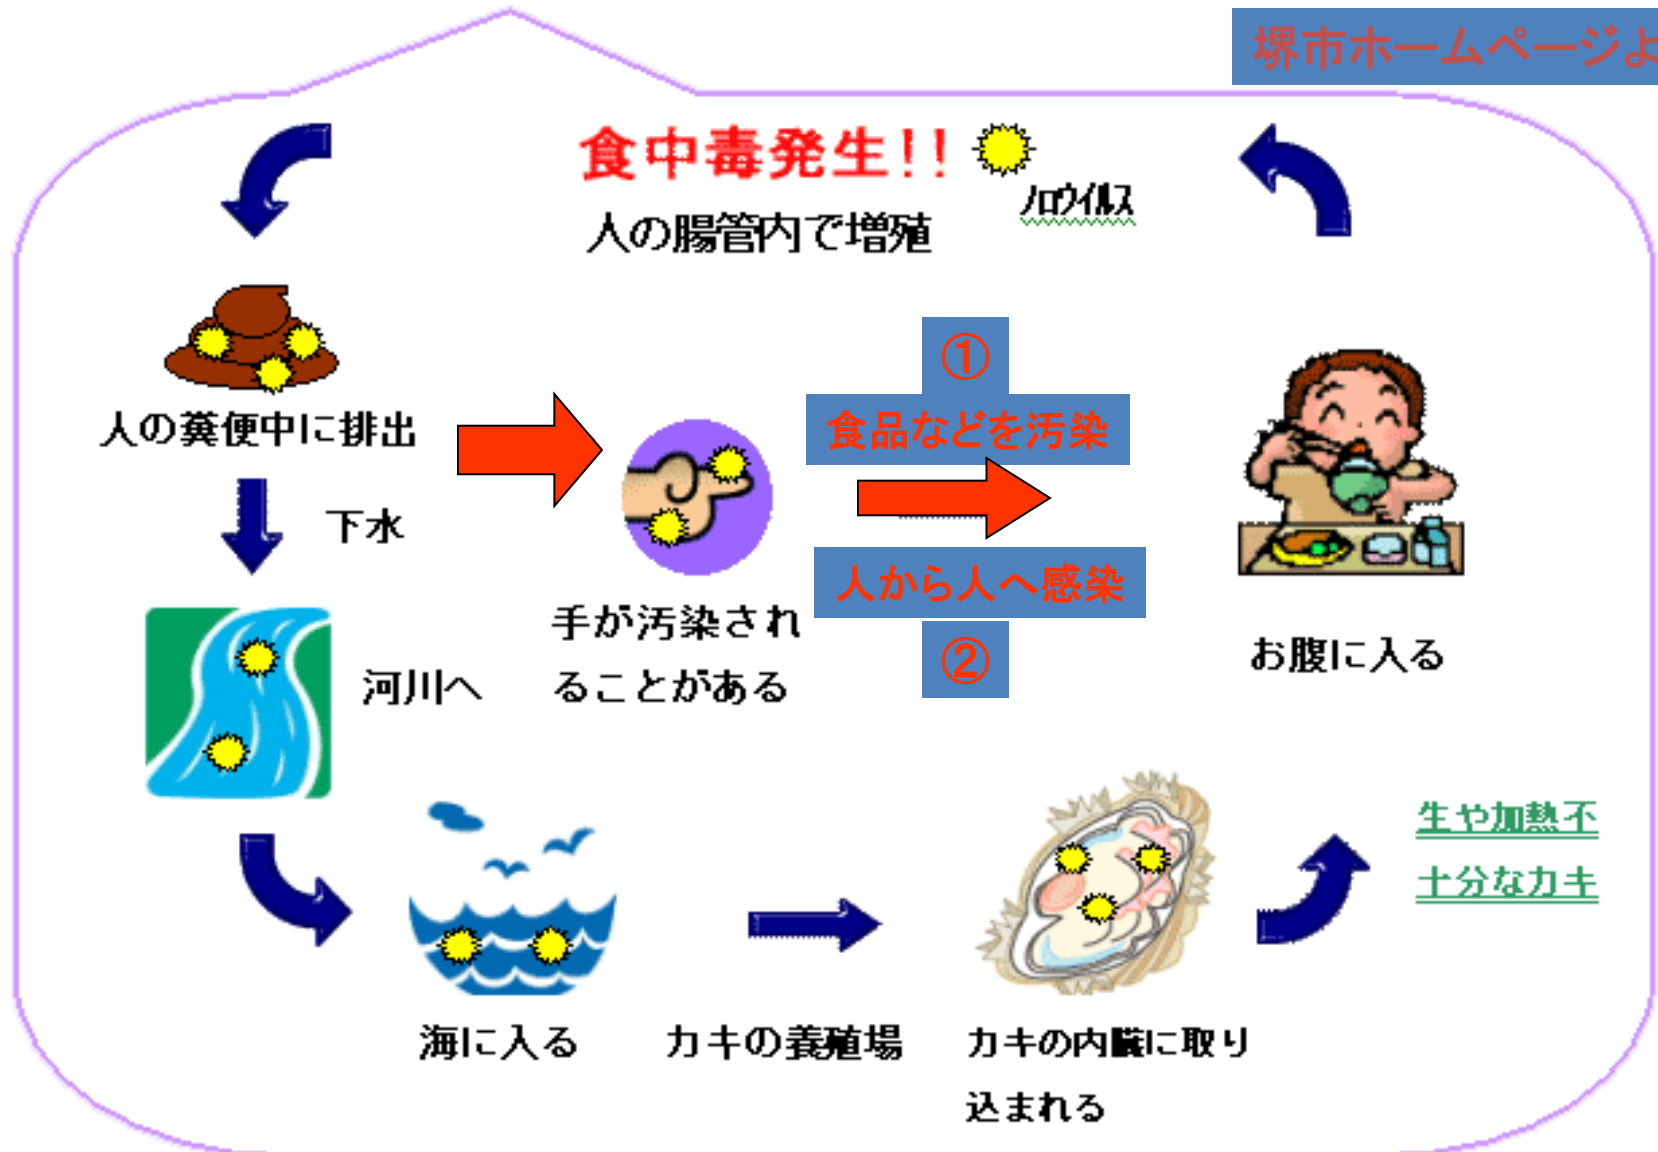 堺市ホームページよ
食中毒発生!!
ノロウイルス
人の腸管内で増殖
①
食品などを汚染
人の糞便中に排出
下水
人から人へ感染
②
手が汚染され
ることがある
お腹に入る
河川へ
生や加熱不
十分なカキ
海に入る
カキの養殖場
カキの内臓に取り
込まれる